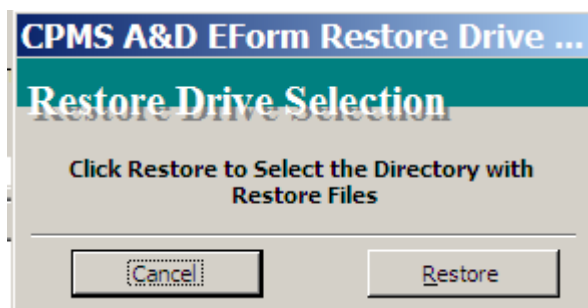 CPMS A&D EForm Restore Drive ...
Restore Drive Selection
Click Restore to Select the Directory with
Restore Files
Cancel Restore